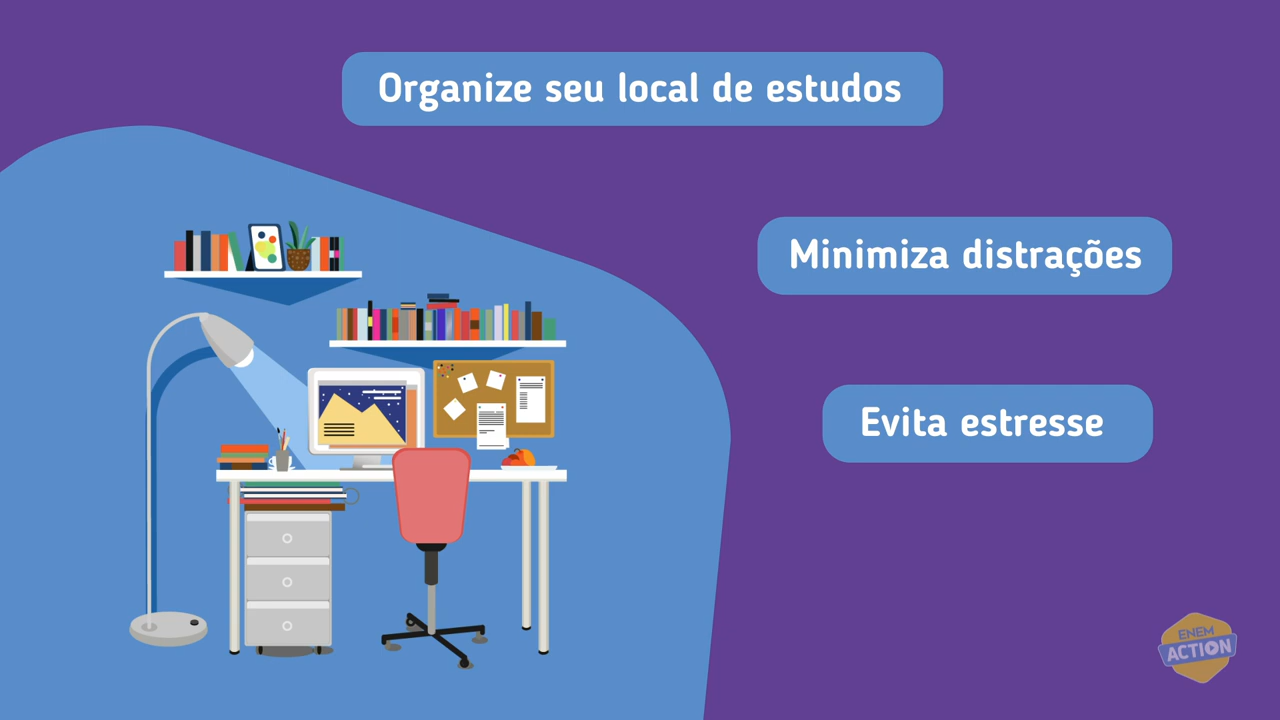 Organize seu local de estudos
Minimiza distrações
Evita estresse
ENEM
ACTION